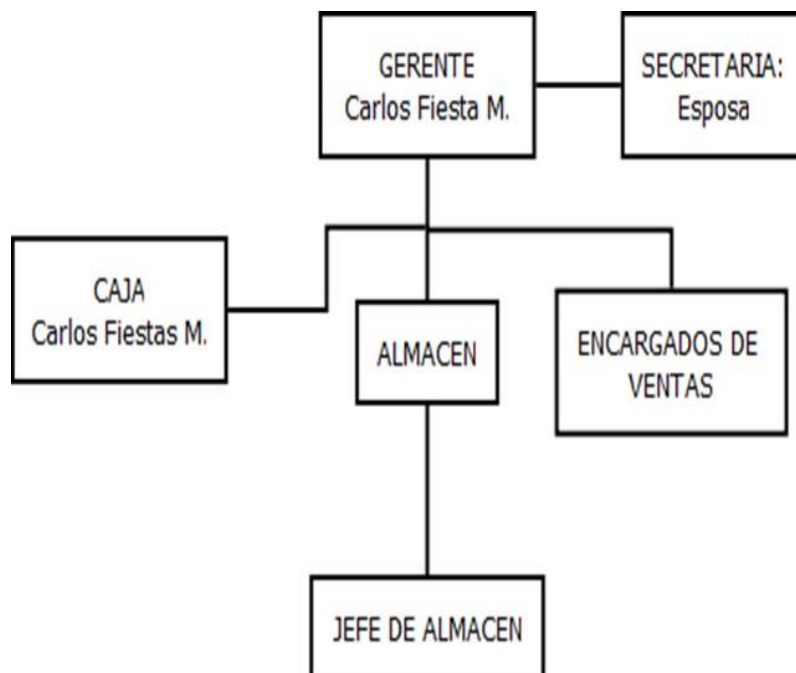 GERENTE
Carlos Fiesta M.
SECRETARIA:
Esposa
CAJA
Carlos Fiestas M.
ALMACEN
ENCARGADOS DE
VENTAS
JEFE DE ALMACEN